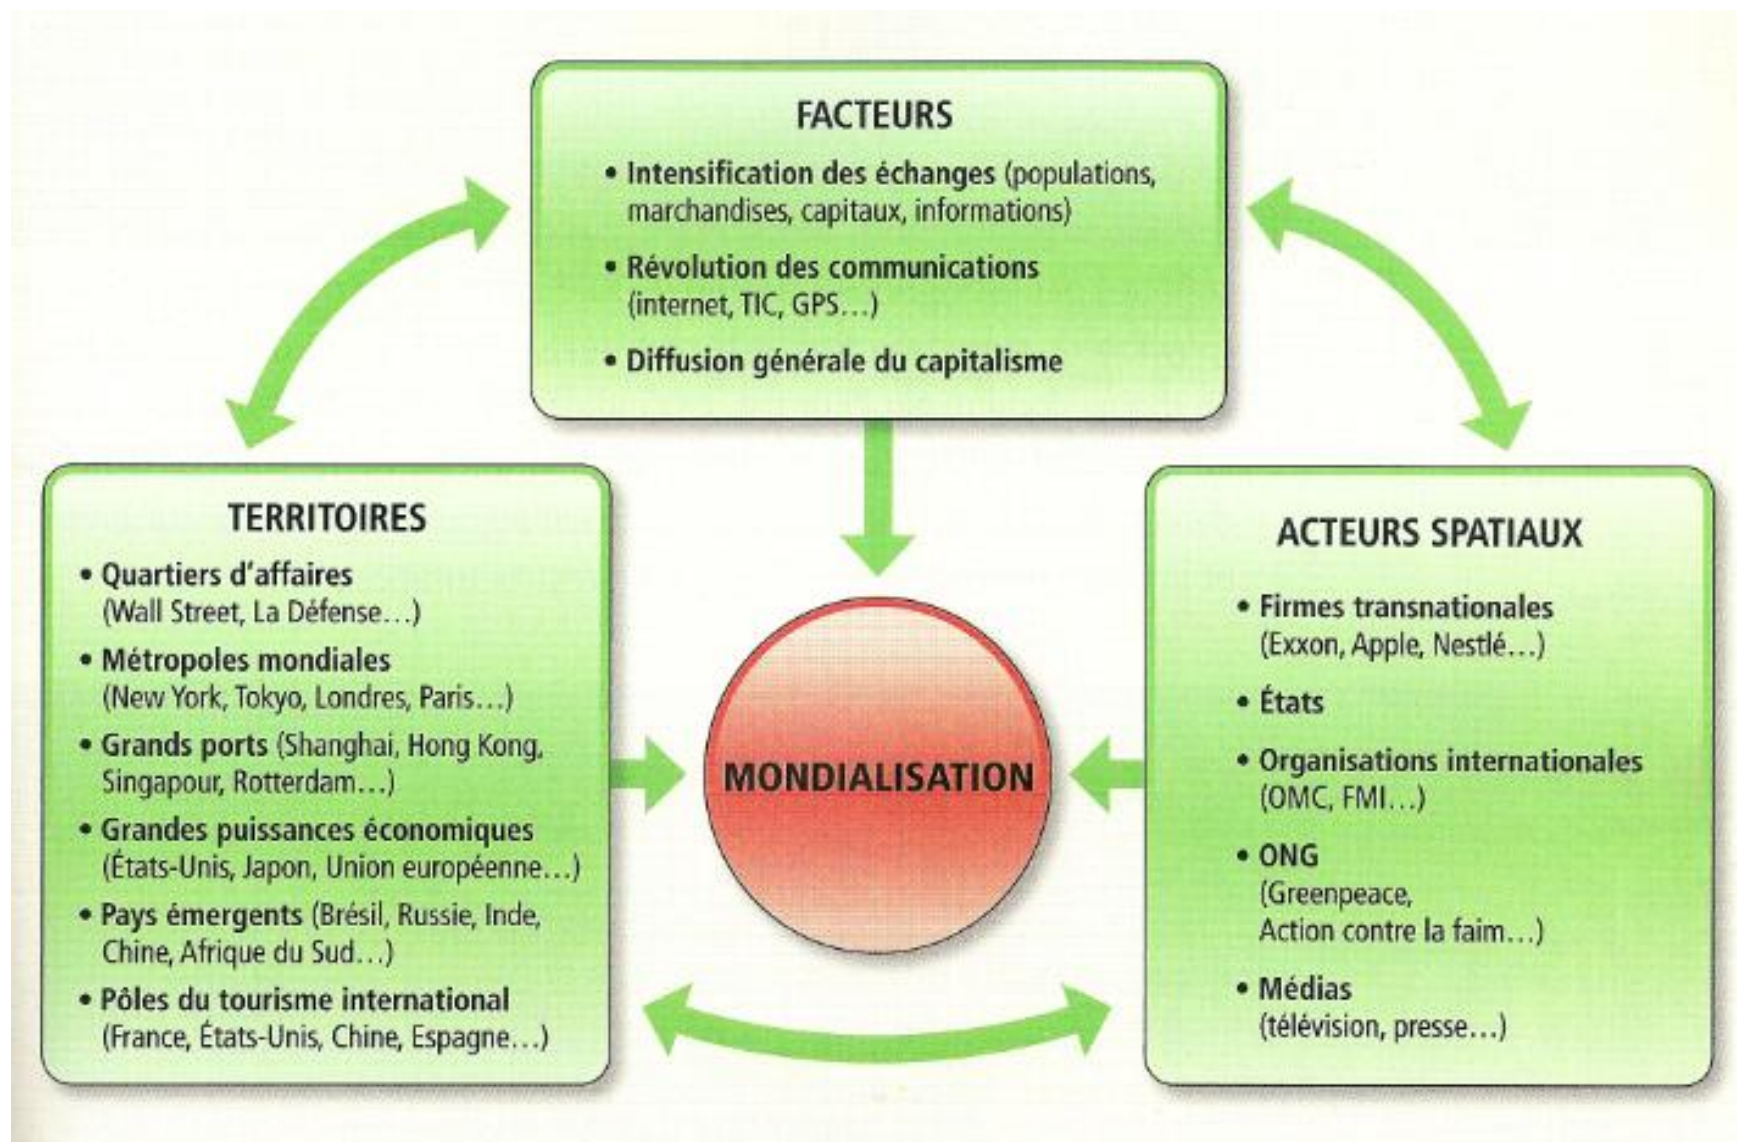 FACTEURS
• Intensification des échanges (populations,
marchandises, capitaux, informations)
• Révolution des communications
(internet, TIC, GPS...)
• Diffusion générale du capitalisme
TERRITOIRES
• Quartiers d'affaires
(Wall Street, La Défense...)
• Métropoles mondiales
(New York, Tokyo, Londres, Paris...)
• Grands ports (Shanghai, Hong Kong,
Singapour, Rotterdam...)
• Grandes puissances économiques
(États-Unis, Japon, Union européenne...)
• Pays émergents (Brésil, Russie, Inde,
Chine, Afrique du Sud...)
• Pôles du tourisme international
(France, États-Unis, Chine, Espagne...)
MONDIALISATION
ACTEURS SPATIAUX
• Firmes transnationales
(Exxon, Apple, Nestlé...)
• États
• Organisations internationales
(OMC, FMI...)
• ONG
(Greenpeace,
Action contre la faim...)
• Médias
(télévision, presse...)